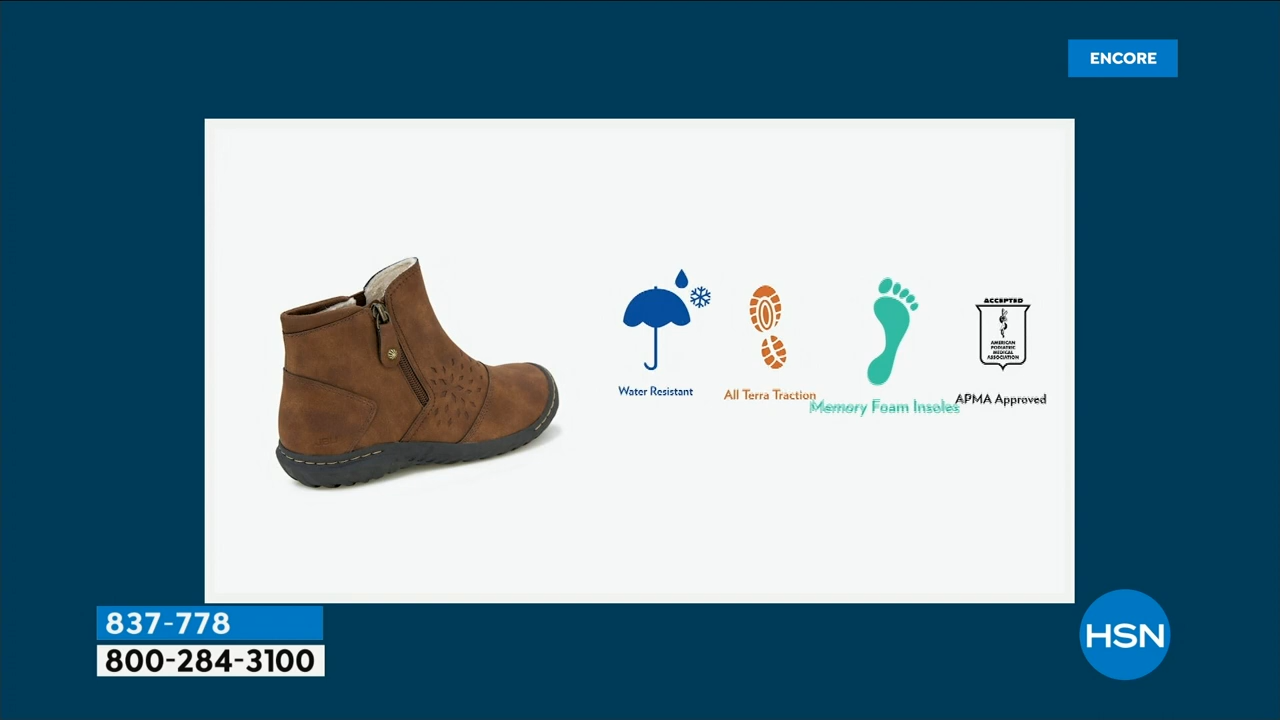 ENCORE
ACCEPTED
AMERICAN
PODIATRIC
MEDICAL
ASSOCIATION
Water Resistant
All Terra Traction
Memory Foam Insoles
APMA Approved
837-778
800-284-3100
HSN